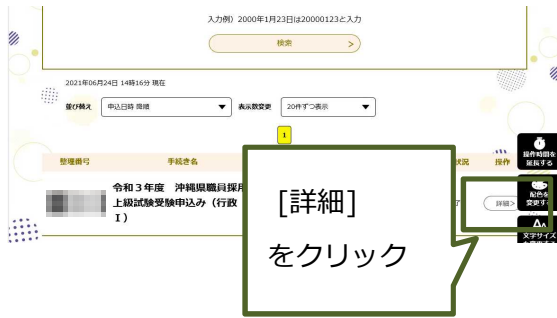 入力例）2000年1月23日は20000123と入力
検索 >
2021年06月24日 14時16分 現在
並び替え 申込日時 降順 ▼ 表示数変更 20件ずつ表示 ▼
1
整理番号 手続き名 状況 操作
令和３年度　沖縄県職員採用
上級試験受験申込み（行政
Ⅰ）
了
詳細>
[詳細]
をクリック
操作時間を
延長する
配色を
変更する
文字サイズ